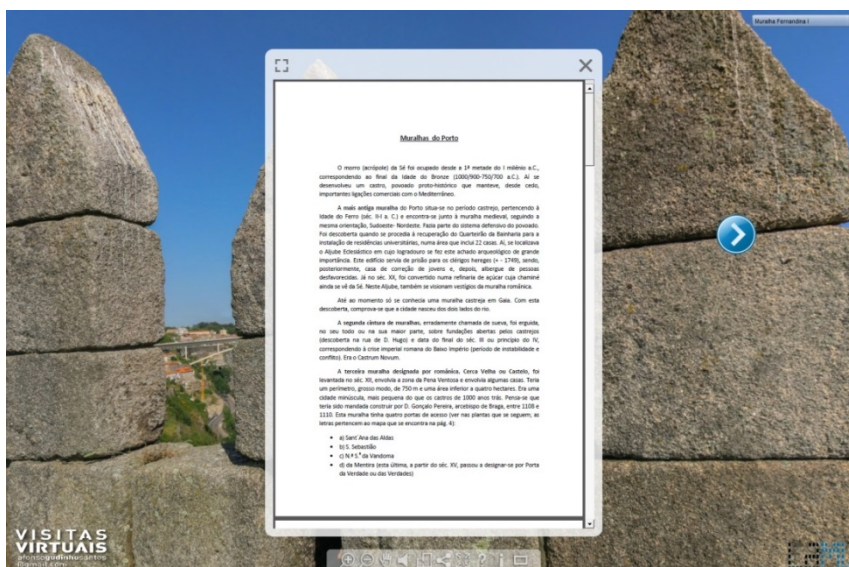 Muralha Fernandina I
Muralhas do Porto
O morro (acrópole) da Sé foi ocupado desde a 1ª metade do I milénio a.C.,
correspondendo ao final da Idade do Bronze (1000/900-750/700 a.C.). Aí se
desenvolveu um castro, povoado proto-histórico que manteve, desde cedo,
importantes ligações comerciais com o Mediterrâneo.
A mais antiga muralha do Porto situa-se no período castrejo, pertencendo à
Idade do Ferro (séc. II-I a. C.) e encontra-se junto à muralha medieval, seguindo a
mesma orientação, Sudoeste- Nordeste. Fazia parte do sistema defensivo do povoado.
Foi descoberta quando se procedia à recuperação do Quarteirão da Bainharia para a
instalação de residências universitárias, numa área que inclui 22 casas. Aí, se localizava
o Aljube Eclesiástico em cujo logradouro se fez este achado arqueológico de grande
importância. Este edifício servia de prisão para os clérigos hereges (+ - 1749), sendo,
posteriormente, casa de correção de jovens e, depois, albergue de pessoas
desfavorecidas. Já no séc. XX, foi convertido numa refinaria de açúcar cuja chaminé
ainda se vê da Sé. Neste Aljube, também se visionam vestígios da muralha românica.
Até ao momento só se conhecia uma muralha castreja em Gaia. Com esta
descoberta, comprova-se que a cidade nasceu dos dois lados do rio.
A segunda cintura de muralhas, erradamente chamada de sueva, foi erguida,
no seu todo ou na sua maior parte, sobre fundações abertas pelos castrejos
(descoberta na rua de D. Hugo) e data do final do séc. III ou princípio do IV,
correspondendo à crise imperial romana do Baixo Império (período de instabilidade e
conflito). Era o Castrum Novum.
A terceira muralha designada por românica, Cerca Velha ou Castelo, foi
levantada no séc. XII, envolvia a zona da Pena Ventosa e envolvia algumas casas. Teria
um perímetro, grosso modo, de 750 m e uma área inferior a quatro hectares. Era uma
cidade minúscula, mais pequena do que os castros de 1000 anos trás. Pensa-se que
teria sido mandada construir por D. Gonçalo Pereira, arcebispo de Braga, entre 1108 e
1110. Esta muralha tinha quatro portas de acesso (ver nas plantas que se seguem; as
letras pertencem ao mapa que se encontra na pág. 4):
• a) Sant´Ana das Aldas
• b) S. Sebastião
• c) N.ª S.ª da Vandoma
• d) da Mentira (esta última, a partir do séc. XV, passou a designar-se por Porta
da Verdade ou das Verdades)
VISITAS
VIRTUAIS
afonsogodinhosantos
@gmail.com